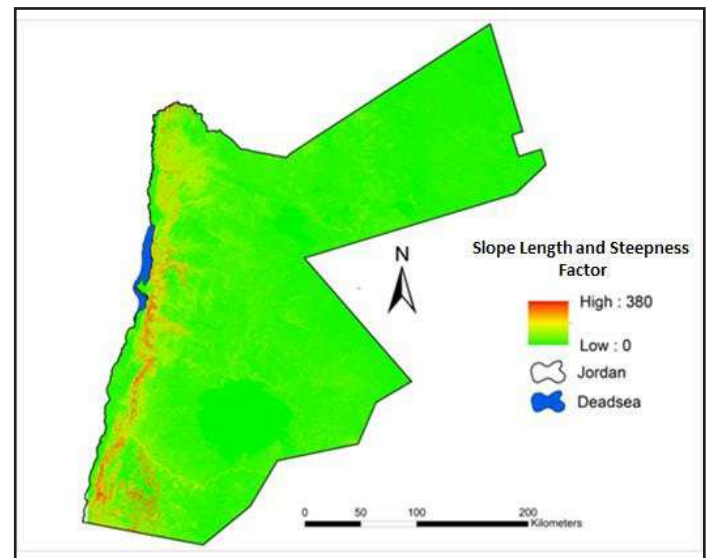 N
Slope Length and Steepness
Factor
High : 380
Low : 0
Jordan
Deadsea
0 50 100 200
Kilometers